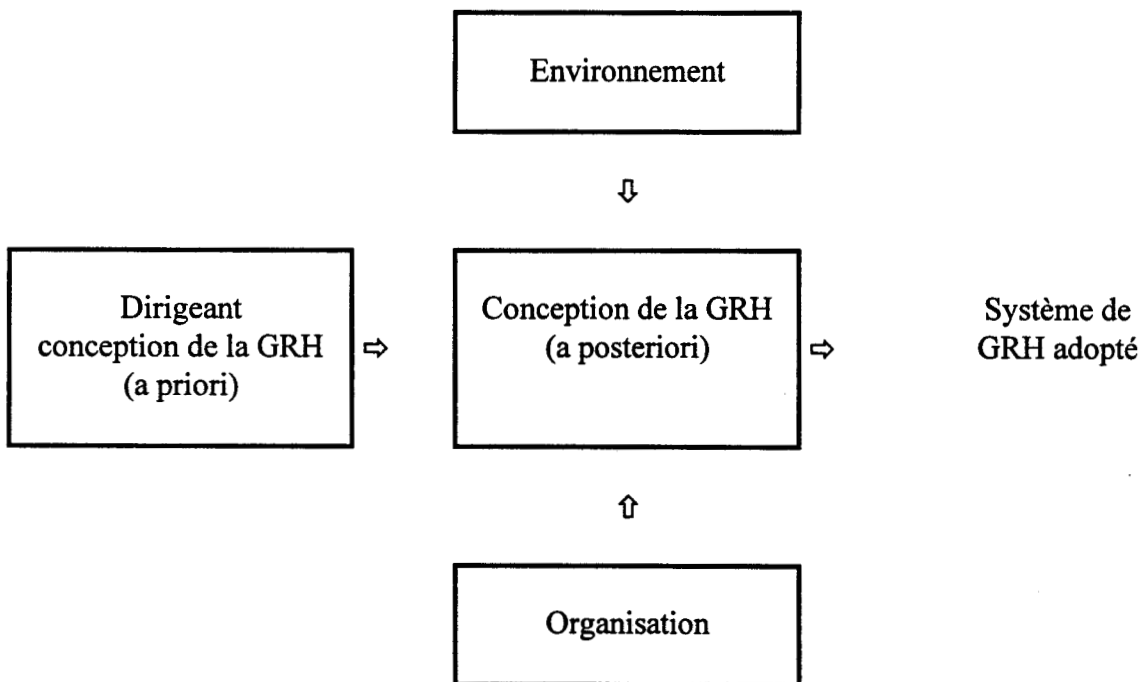 Environnement
⇩
Dirigeant
conception de la GRH
(a priori)
⇨
Conception de la GRH
(a posteriori)
⇨
Système de
GRH adopté
⇧
Organisation